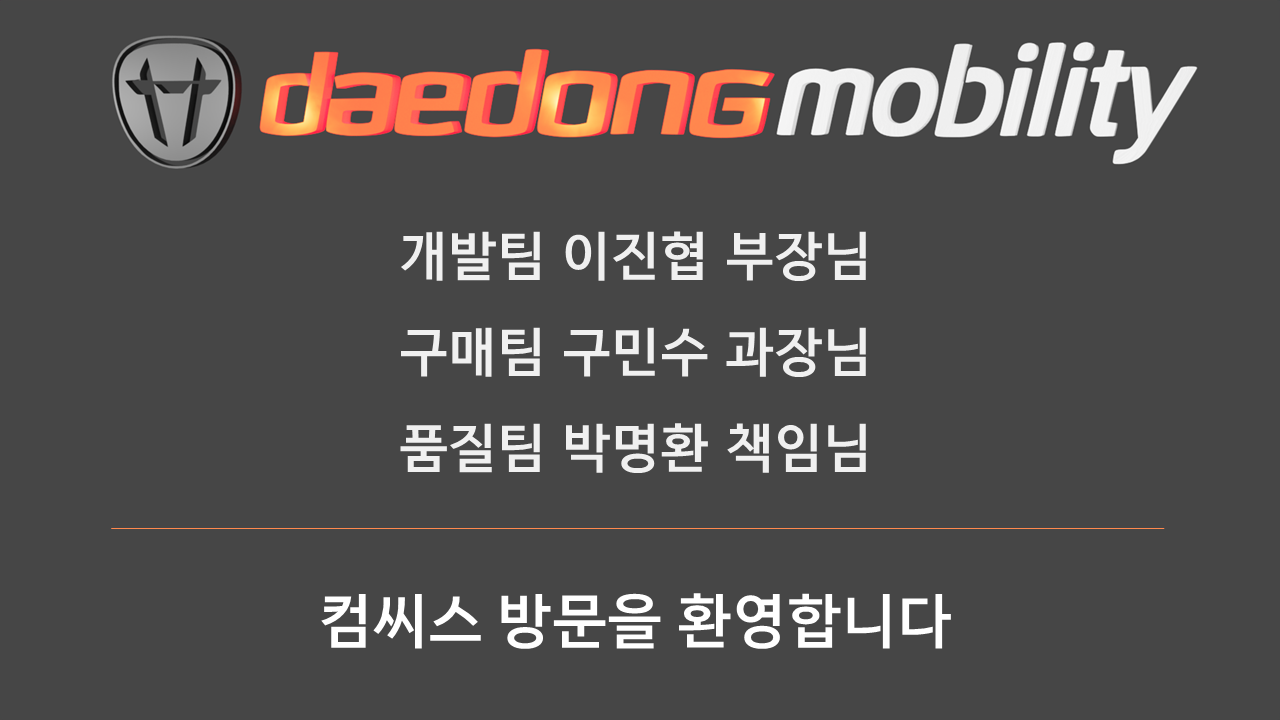 daedong mobility
개발팀 이진협 부장님
구매팀 구민수 과장님
품질팀 박명환 책임님
컴씨스 방문을 환영합니다